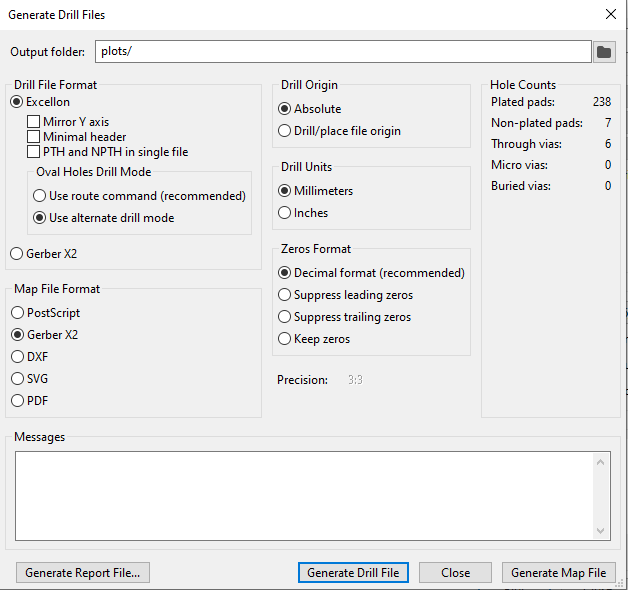 Generate Drill Files
Output folder: plots/
Drill File Format
Excellon
Mirror Y axis
Minimal header
PTH and NPTH in single file
Oval Holes Drill Mode
Use route command (recommended)
Use alternate drill mode
Gerber X2
Map File Format
PostScript
Gerber X2
DXF
SVG
PDF
Drill Origin
Absolute
Drill/place file origin
Drill Units
Millimeters
Inches
Zeros Format
Decimal format (recommended)
Suppress leading zeros
Suppress trailing zeros
Keep zeros
Precision: 3:3
Hole Counts
Plated pads: 238
Non-plated pads: 7
Through vias: 6
Micro vias: 0
Buried vias: 0
Messages
Generate Report File... Generate Drill File Close Generate Map File